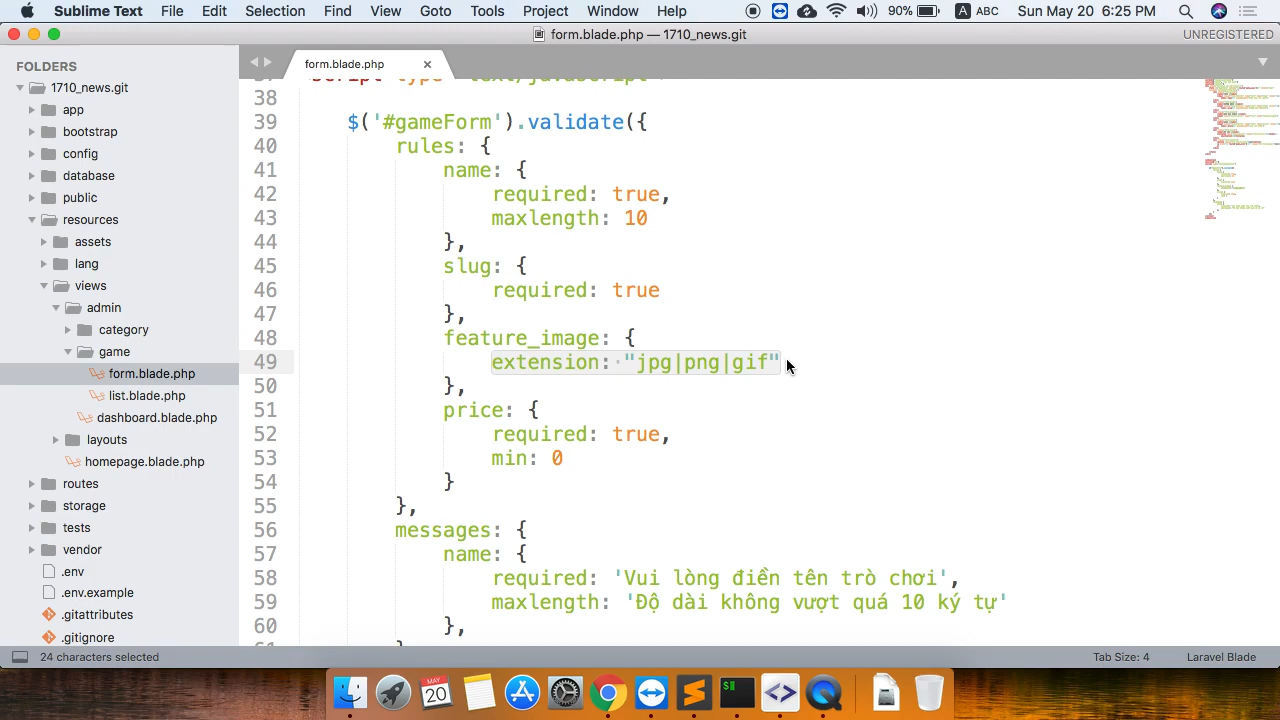 Sublime Text File Edit Selection Find View Goto Tools Project Window Help 90% A ABC Sun May 20 6:25 PM
form.blade.php — 1710_news.git UNREGISTERED
FOLDERS
1710_news.git
app
bootstrap
config
database
public
resources
assets
lang
views
admin
category
game
form.blade.php
list.blade.php
dashboard.blade.php
layouts
homepage.blade.php
routes
storage
tests
vendor
.env
.env.example
.gitattributes
.gitignore
form.blade.php ×
38
39 $('#gameForm').validate({
40 rules: {
41 name: {
42 required: true,
43 maxlength: 10
44 },
45 slug: {
46 required: true
47 },
48 feature_image: {
49 extension: "jpg|png|gif"
50 },
51 price: {
52 required: true,
53 min: 0
54 }
55 },
56 messages: {
57 name: {
58 required: 'Vui lòng điền tên trò chơi',
59 maxlength: 'Độ dài không vượt quá 10 ký tự'
60 },
24 characters selected Tab Size: 4 Laravel Blade
MAY
20